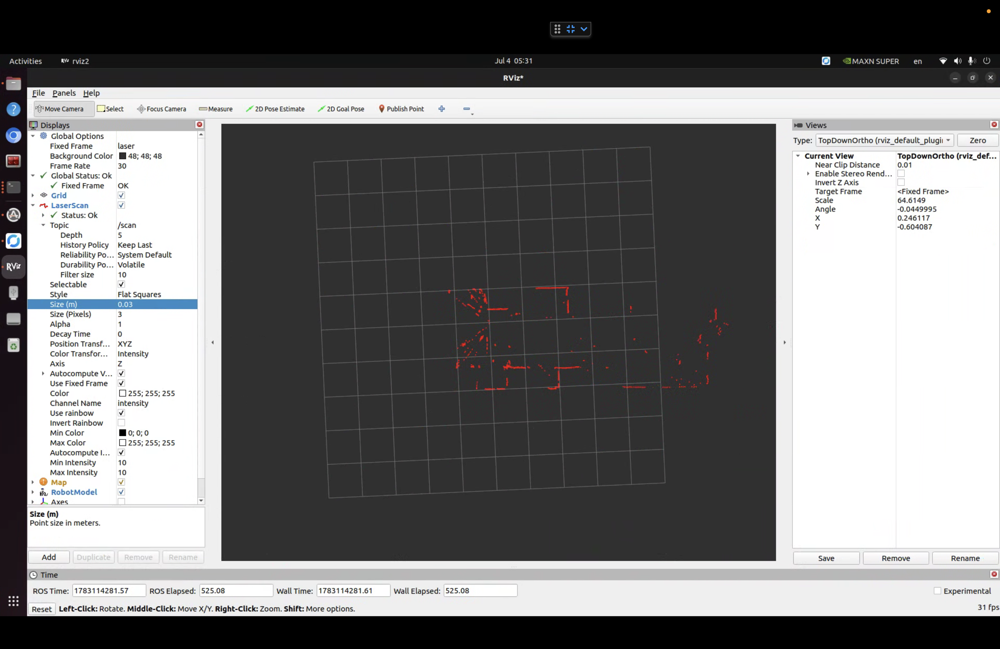 Activities
RViz rviz2
Jul 4 05:31
MAXN SUPER
en
RViz*
File Panels Help
Move Camera
Select
Focus Camera
Measure
2D Pose Estimate
2D Goal Pose
Publish Point
Displays
Global Options
Fixed Frame laser
Background Color 48; 48; 48
Frame Rate 30
Global Status: Ok
Fixed Frame OK
Grid
LaserScan
Status: Ok
Topic /scan
Depth 5
History Policy Keep Last
Reliability Po... System Default
Durability Po... Volatile
Filter size 10
Selectable
Style Flat Squares
Size (m) 0.03
Size (Pixels) 3
Alpha 1
Decay Time 0
Position Transf... XYZ
Color Transfor... Intensity
Axis Z
Autocompute V...
Use Fixed Frame
Color 255; 255; 255
Channel Name intensity
Use rainbow
Invert Rainbow
Min Color 0; 0; 0
Max Color 255; 255; 255
Autocompute I...
Min Intensity 10
Max Intensity 10
Map
RobotModel
Axes
Size (m)
Point size in meters.
Add Duplicate Remove Rename
RViz
Views
Type: TopDownOrtho (rviz_default_plugi Zero
Current View TopDownOrtho (rviz_def...
Near Clip Distance 0.01
Enable Stereo Rend...
Invert Z Axis
Target Frame <Fixed Frame>
Scale 64.6149
Angle -0.0449995
X 0.246117
Y -0.604087
Save Remove Rename
Time
ROS Time: 1783114281.57 ROS Elapsed: 525.08 Wall Time: 1783114281.61 Wall Elapsed: 525.08 Experimental
Reset Left-Click: Rotate. Middle-Click: Move X/Y. Right-Click: Zoom. Shift: More options. 31 fps